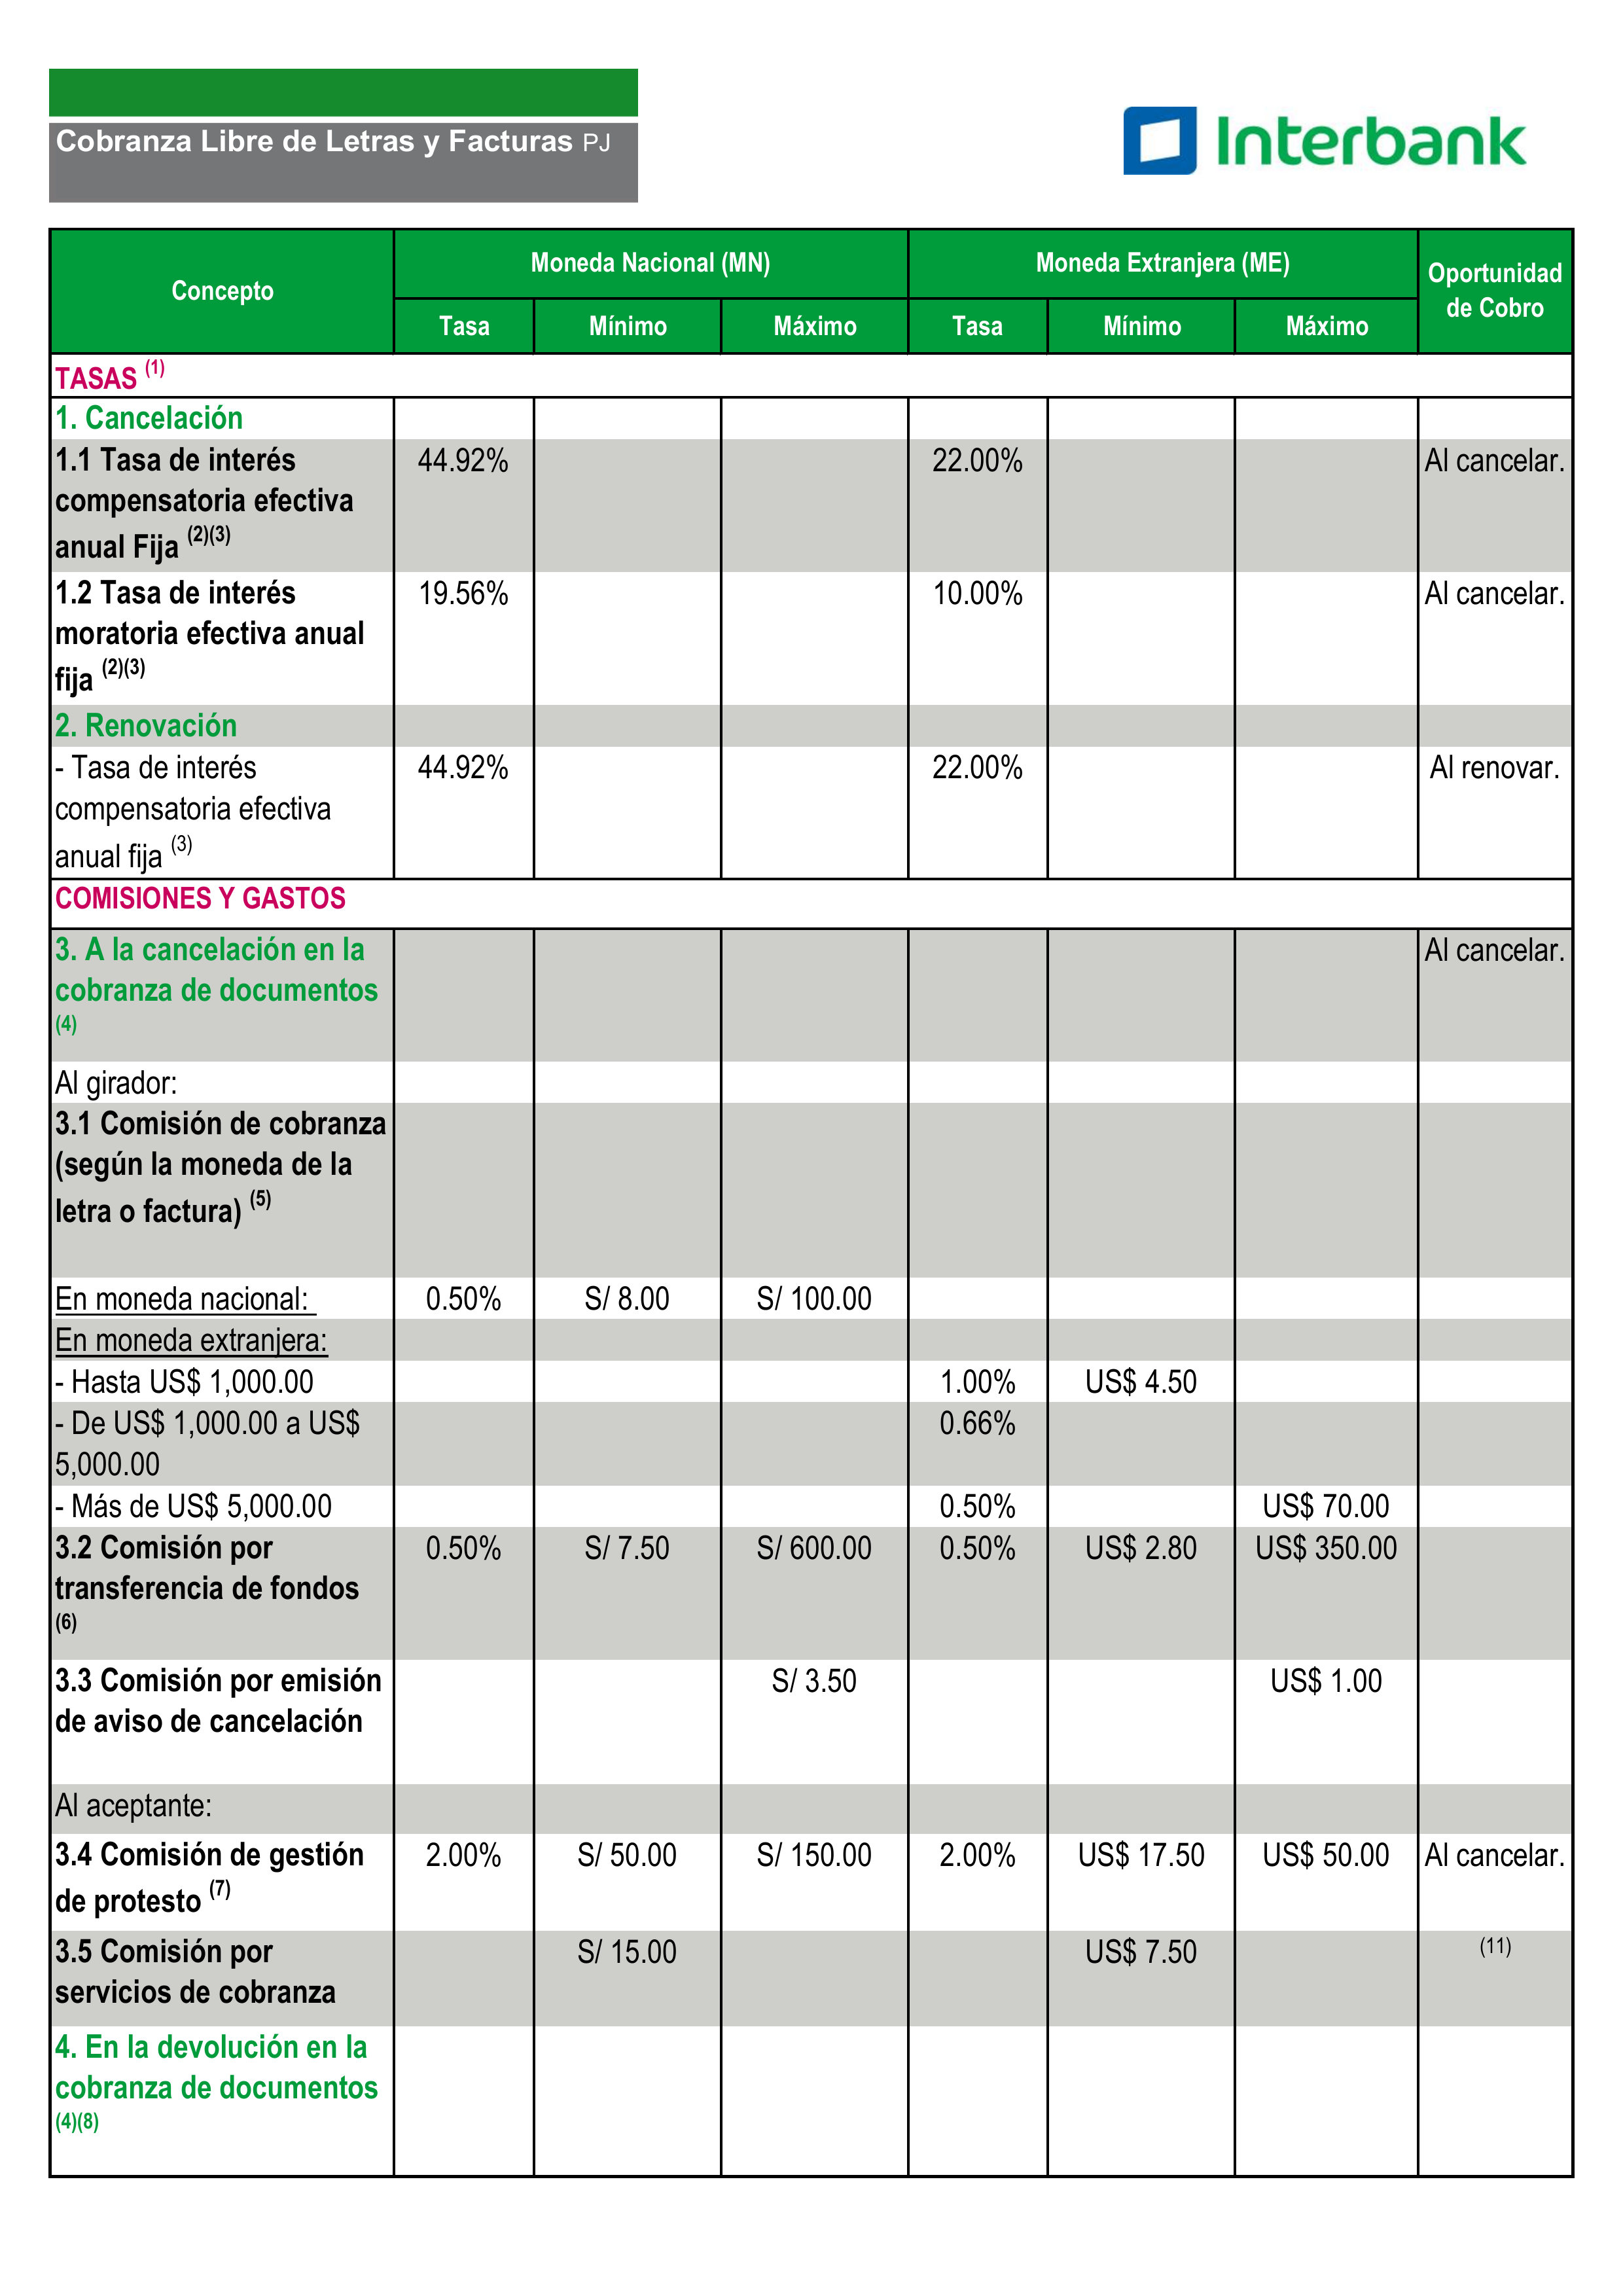 Cobranza Libre de Letras y Facturas PJ
Interbank
Concepto
Moneda Nacional (MN)
Moneda Extranjera (ME)
Oportunidad
de Cobro
Tasa Mínimo Máximo Tasa Mínimo Máximo
TASAS (1)
1. Cancelación
1.1 Tasa de interés 44.92% 22.00% Al cancelar.
compensatoria efectiva
anual Fija (2)(3)
1.2 Tasa de interés 19.56% 10.00% Al cancelar.
moratoria efectiva anual
fija (2)(3)
2. Renovación
- Tasa de interés 44.92% 22.00% Al renovar.
compensatoria efectiva
anual fija (3)
COMISIONES Y GASTOS
3. A la cancelación en la Al cancelar.
cobranza de documentos
(4)
Al girador:
3.1 Comisión de cobranza
(según la moneda de la
letra o factura) (5)
En moneda nacional: 0.50% S/ 8.00 S/ 100.00
En moneda extranjera:
- Hasta US$ 1,000.00 1.00% US$ 4.50
- De US$ 1,000.00 a US$ 0.66%
5,000.00
- Más de US$ 5,000.00 0.50% US$ 70.00
3.2 Comisión por 0.50% S/ 7.50 S/ 600.00 0.50% US$ 2.80 US$ 350.00
transferencia de fondos
(6)
3.3 Comisión por emisión S/ 3.50 US$ 1.00
de aviso de cancelación
Al aceptante:
3.4 Comisión de gestión 2.00% S/ 50.00 S/ 150.00 2.00% US$ 17.50 US$ 50.00 Al cancelar.
de protesto (7)
3.5 Comisión por S/ 15.00 US$ 7.50 (11)
servicios de cobranza
4. En la devolución en la
cobranza de documentos
(4)(8)